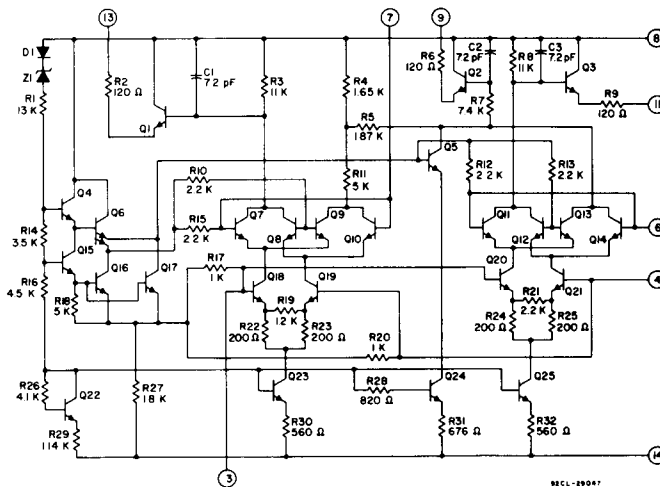 13
7
9
8
D1
Z1
R1
13 K
R2
120 Ω
C1
7.2 pF
R3
11 K
R4
1.65 K
R6
120 Ω
C2
72 pF
Q2
R8
11 K
C3
7.2 pF
Q3
R7
7.4 K
R9
120 Ω
11
Q1
R5
187 K
Q5
R10
2.2 K
R11
5 K
R12
2.2 K
R13
2.2 K
Q4
Q6
R15
2.2 K
Q7
Q8
Q9
Q10
Q11
Q12
Q13
Q14
6
R14
3.5 K
Q15
Q16
Q17
R16
4.5 K
R18
5 K
R17
1 K
Q18
Q19
Q20
Q21
4
R19
1.2 K
R21
2.2 K
R22
200 Ω
R23
200 Ω
R24
200 Ω
R25
200 Ω
R20
1 K
R26
4.1 K
Q22
R27
18 K
Q23
R28
820 Ω
Q24
Q25
R29
114 K
R30
560 Ω
R31
676 Ω
R32
560 Ω
3
14
92CL-29047